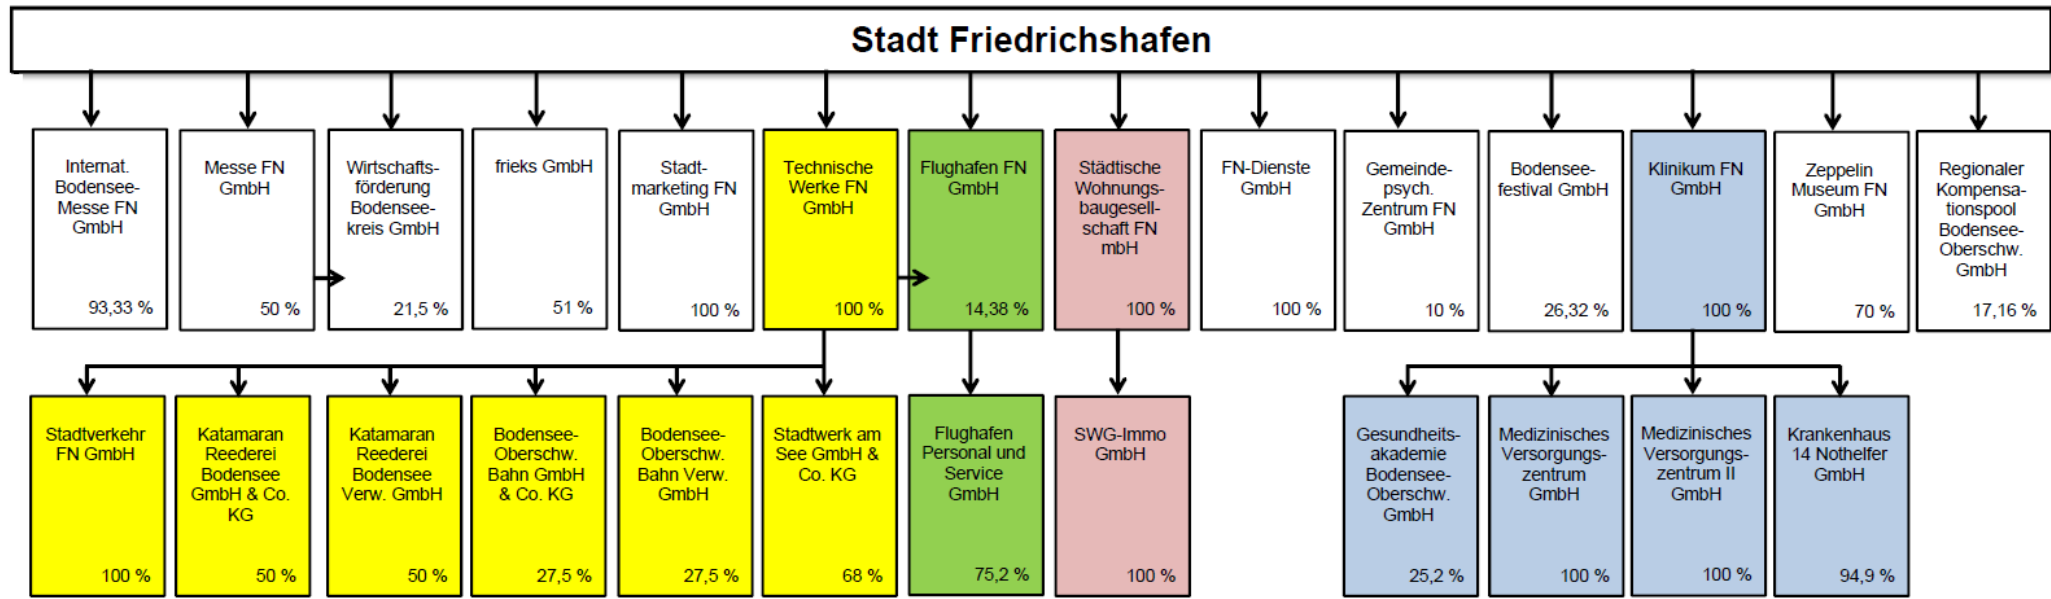 Stadt Friedrichshafen
Internat.
Bodensee-
Messe FN
GmbH
93,33 %
Messe FN
GmbH
50 %
Wirtschafts-
förderung
Bodensee-
kreis GmbH
21,5 %
frieks GmbH
51 %
Stadt-
marketing FN
GmbH
100 %
Technische
Werke FN
GmbH
100 %
Flughafen FN
GmbH
14,38 %
Städtische
Wohnungs-
baugesell-
schaft FN
mbH
100 %
FN-Dienste
GmbH
100 %
Gemeinde-
psych.
Zentrum FN
GmbH
10 %
Bodensee-
festival GmbH
26,32 %
Klinikum FN
GmbH
100 %
Zeppelin
Museum FN
GmbH
70 %
Regionaler
Kompensa-
tionspool
Bodensee-
Oberschw.
GmbH
17,16 %
Stadtverkehr
FN GmbH
100 %
Katamaran
Reederei
Bodensee
GmbH & Co.
KG
50 %
Katamaran
Reederei
Bodensee
Verw. GmbH
50 %
Bodensee-
Oberschw.
Bahn GmbH
& Co. KG
27,5 %
Bodensee-
Oberschw.
Bahn Verw.
GmbH
27,5 %
Stadtwerk am
See GmbH &
Co. KG
68 %
Flughafen
Personal und
Service
GmbH
75,2 %
SWG-Immo
GmbH
100 %
Gesundheits-
akademie
Bodensee-
Oberschw.
GmbH
25,2 %
Medizinisches
Versorgungs-
zentrum
GmbH
100 %
Medizinisches
Versorgungs-
zentrum II
GmbH
100 %
Krankenhaus
14 Nothelfer
GmbH
94,9 %